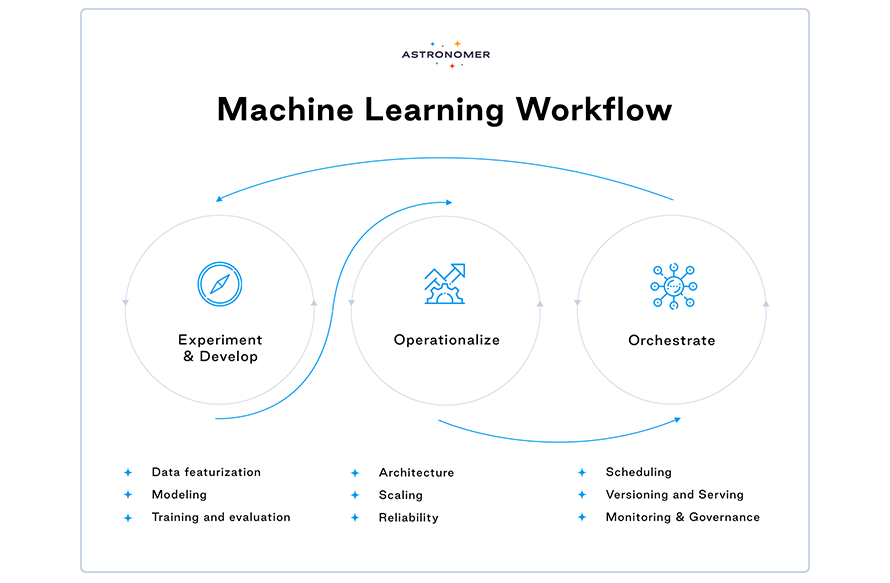 ASTRONOMER
Machine Learning Workflow
Experiment
& Develop
Operationalize
Orchestrate
Data featurization
Modeling
Training and evaluation
Architecture
Scaling
Reliability
Scheduling
Versioning and Serving
Monitoring & Governance